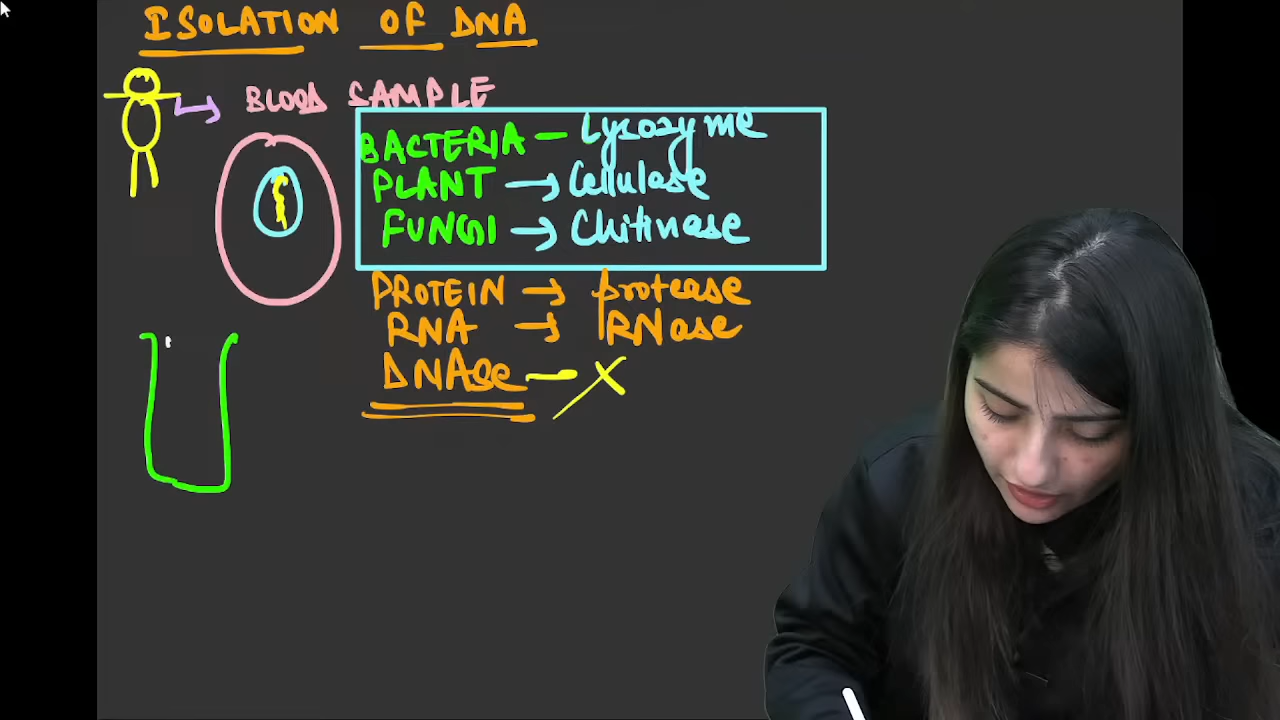 ISOLATION OF DNA
BLOOD SAMPLE
BACTERIA - Lysozyme
PLANT → Cellulase
FUNGI → Chitinase
PROTEIN → protease
RNA → RNase
DNAse - X